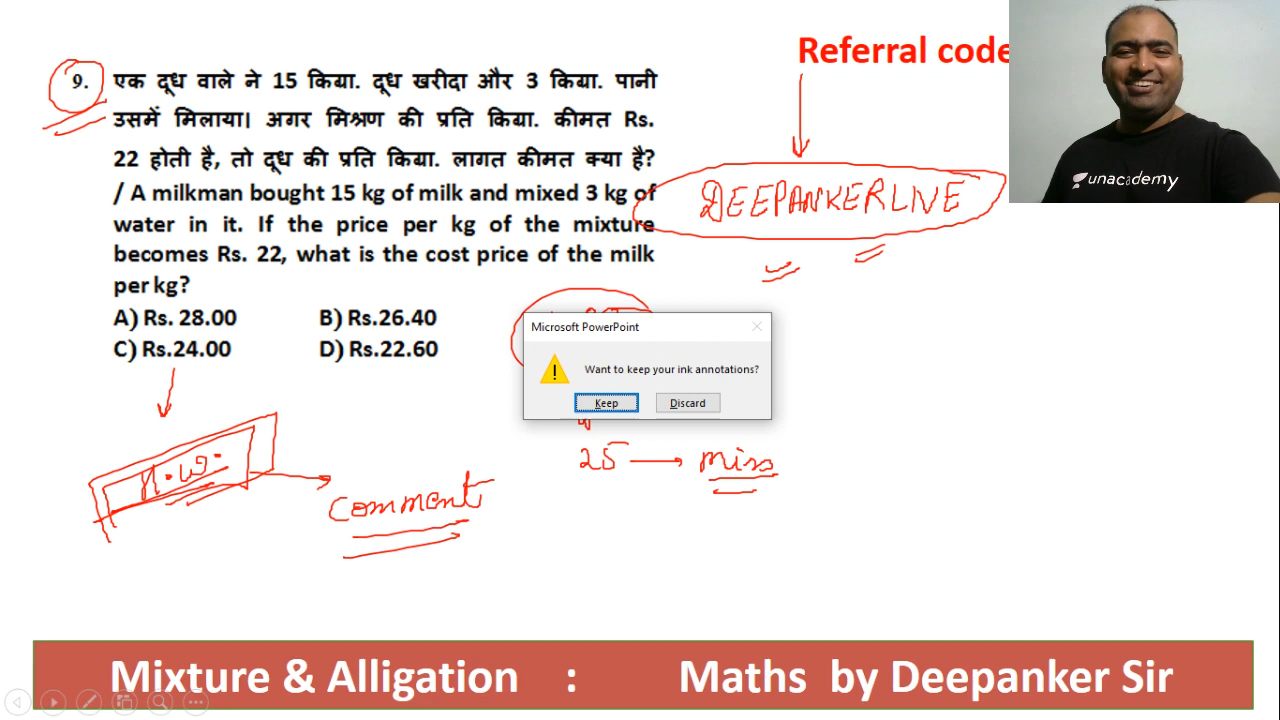 Referral code
9. एक दूध वाले ने 15 किग्रा. दूध खरीदा और 3 किग्रा. पानी
उसमें मिलाया। अगर मिश्रण की प्रति किग्रा. कीमत Rs.
22 होती है, तो दूध की प्रति किग्रा. लागत कीमत क्या है?
/ A milkman bought 15 kg of milk and mixed 3 kg of
water in it. If the price per kg of the mixture
becomes Rs. 22, what is the cost price of the milk
per kg?
A) Rs. 28.00 B) Rs.26.40
C) Rs.24.00 D) Rs.22.60
DEEPANKERLIVE
unacademy
Microsoft PowerPoint
Want to keep your ink annotations?
Keep Discard
25 Miss
H.W.
Comment
Mixture & Alligation : Maths by Deepanker Sir